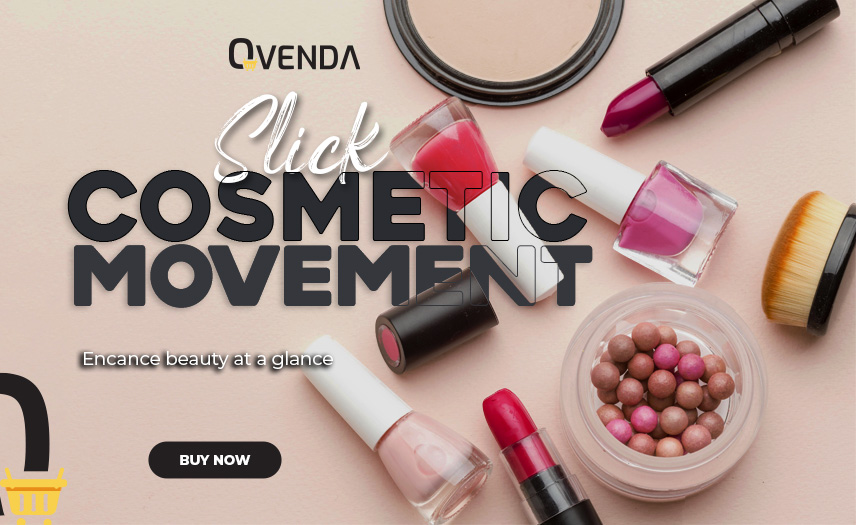 QVENDA
Slick
COSMETIC
MOVEMENT
Encance beauty at a glance
BUY NOW